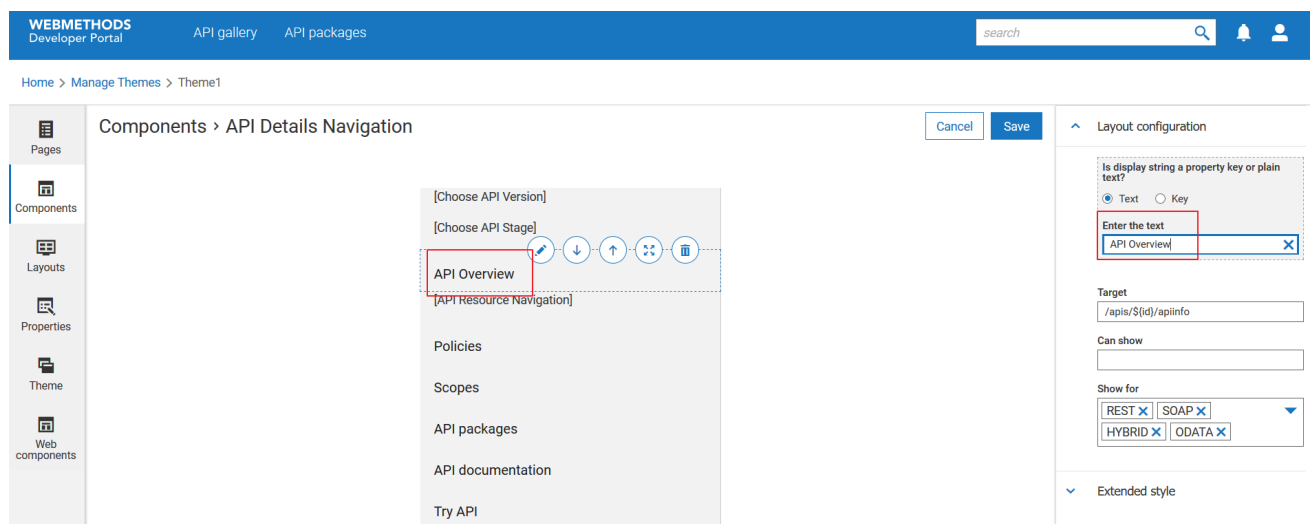 WEBMETHODS
Developer Portal
API gallery
API packages
search
Home > Manage Themes > Theme1
Pages
Components
Layouts
Properties
Theme
Web
components
Components › API Details Navigation
Cancel
Save
[Choose API Version]
[Choose API Stage]
API Overview
[API Resource Navigation]
Policies
Scopes
API packages
API documentation
Try API
Layout configuration
Is display string a property key or plain
text?
Text
Key
Enter the text
API Overview
Target
/apis/${id}/apiinfo
Can show
Show for
REST
SOAP
HYBRID
ODATA
Extended style